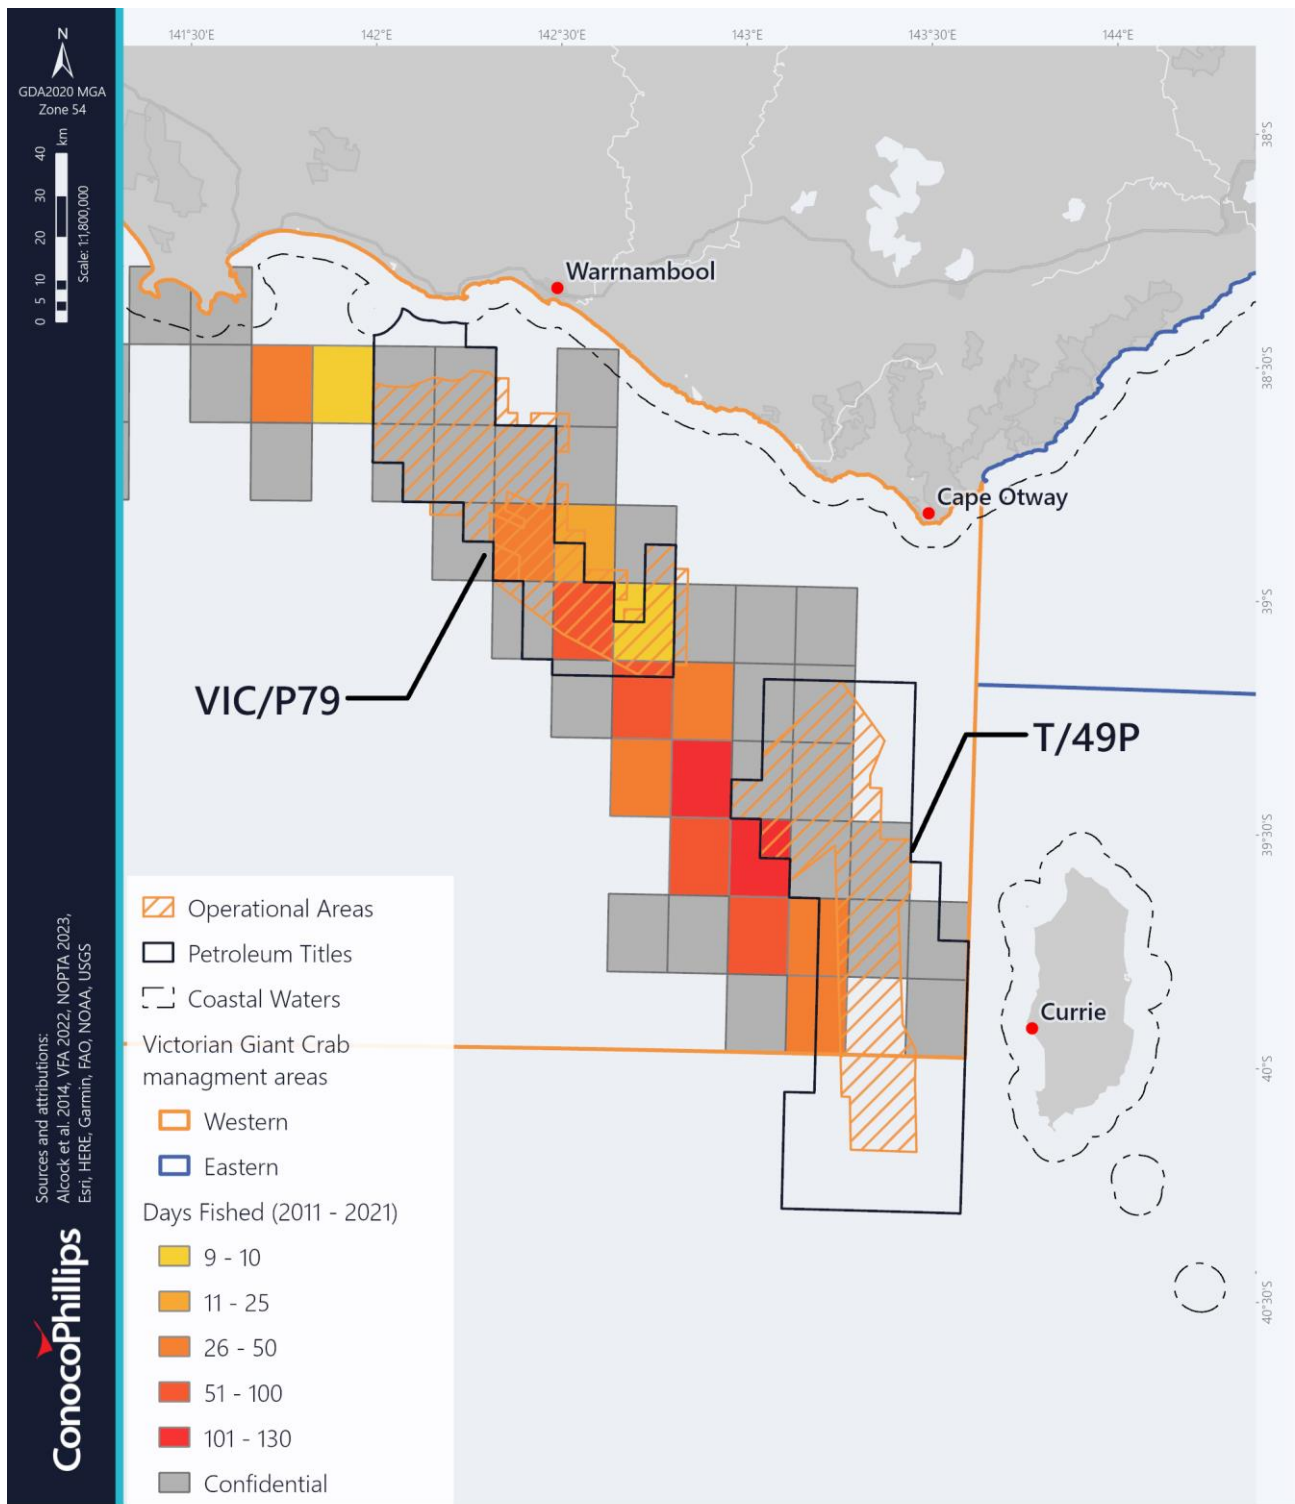 141°30'E 142°E 142°30'E 143°E 143°30'E 144°E
N
GDA2020 MGA
Zone 54
0 5 10 20 30 40 km
Scale: 1:1,800,000
38°S
38°30'S
39°S
39°30'S
40°S
40°30'S
Warrnambool
Cape Otway
VIC/P79
T/49P
Currie
Operational Areas
Petroleum Titles
Coastal Waters
Victorian Giant Crab
managment areas
Western
Eastern
Days Fished (2011 - 2021)
9 - 10
11 - 25
26 - 50
51 - 100
101 - 130
Confidential
Sources and attributions:
Alcock et al. 2014, VFA 2022, NOPTA 2023,
Esri, HERE, Garmin, FAO, NOAA, USGS
ConocoPhillips